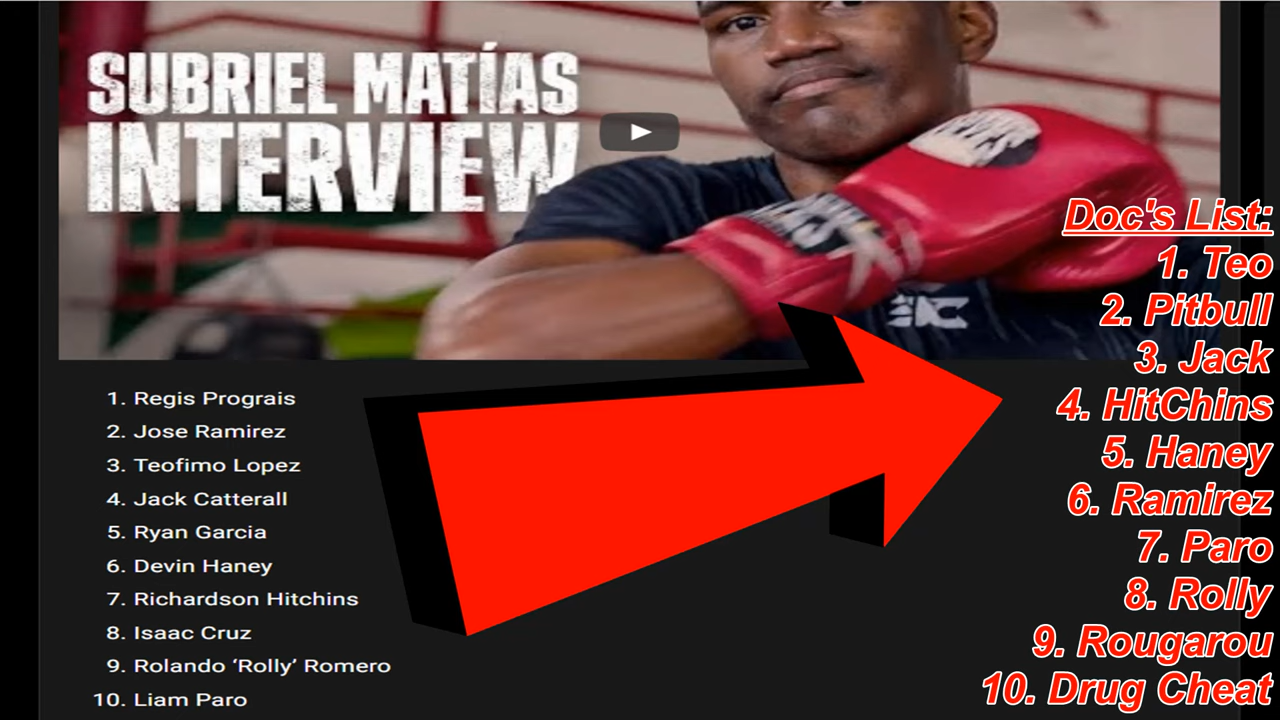 SUBRIEL MATÍAS
INTERVIEW
1. Regis Prograis
2. Jose Ramirez
3. Teofimo Lopez
4. Jack Catterall
5. Ryan Garcia
6. Devin Haney
7. Richardson Hitchins
8. Isaac Cruz
9. Rolando ‘Rolly’ Romero
10. Liam Paro
Doc's List:
1. Teo
2. Pitbull
3. Jack
4. HitChins
5. Haney
6. Ramirez
7. Paro
8. Rolly
9. Rougarou
10. Drug Cheat